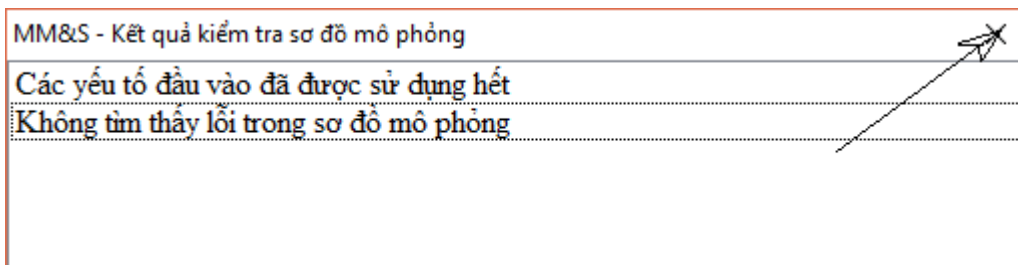 MM&S - Kết quả kiểm tra sơ đồ mô phỏng
Các yếu tố đầu vào đã được sử dụng hết
Không tìm thấy lỗi trong sơ đồ mô phỏng